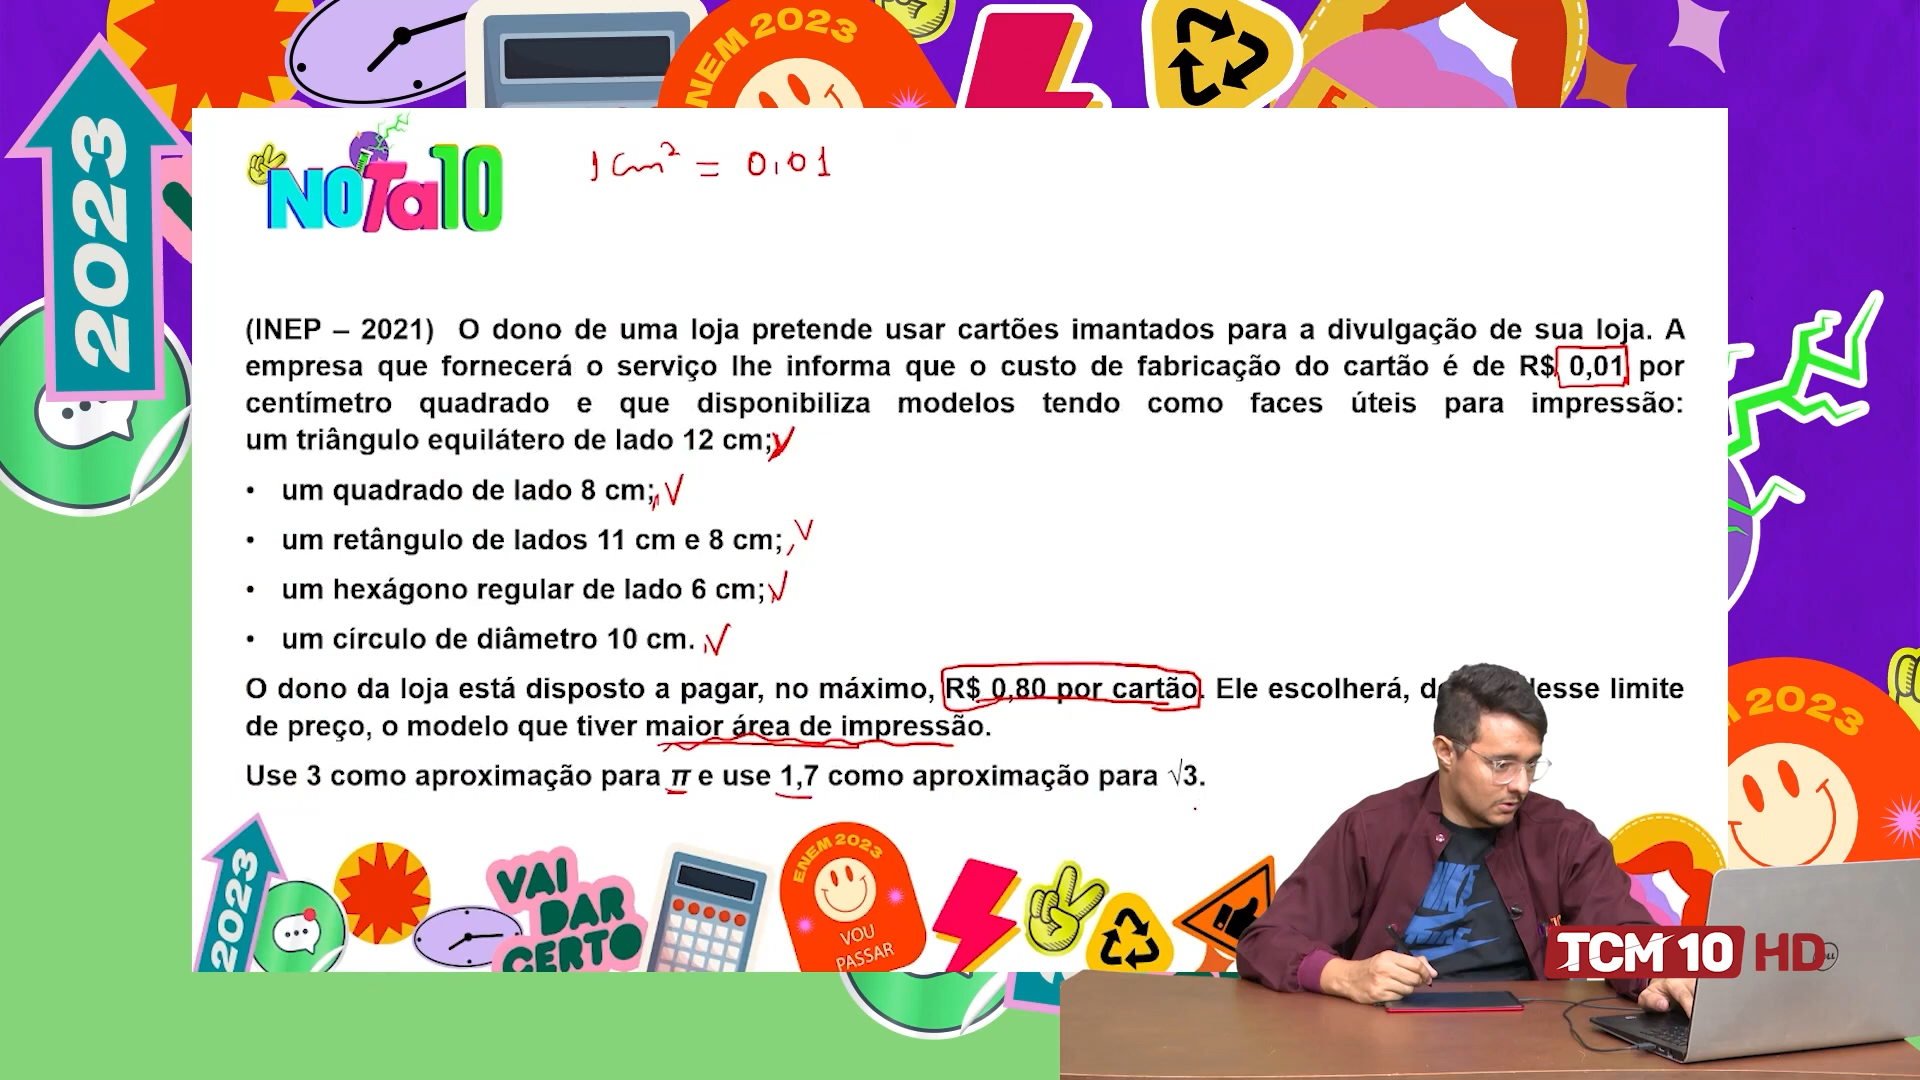 ENEM 2023
2023
NOTa10
1 cm² = 0,01
(INEP – 2021) O dono de uma loja pretende usar cartões imantados para a divulgação de sua loja. A
empresa que fornecerá o serviço lhe informa que o custo de fabricação do cartão é de R$ 0,01 por
centímetro quadrado e que disponibiliza modelos tendo como faces úteis para impressão:
um triângulo equilátero de lado 12 cm;
• um quadrado de lado 8 cm;
• um retângulo de lados 11 cm e 8 cm;
• um hexágono regular de lado 6 cm;
• um círculo de diâmetro 10 cm.
O dono da loja está disposto a pagar, no máximo, R$ 0,80 por cartão. Ele escolherá, desse limite
de preço, o modelo que tiver maior área de impressão.
Use 3 como aproximação para π e use 1,7 como aproximação para √3.
2023
2023
VAI
DAR
CERTO
ENEM 2023
VOU
PASSAR
NIKE
TCM 10 HD